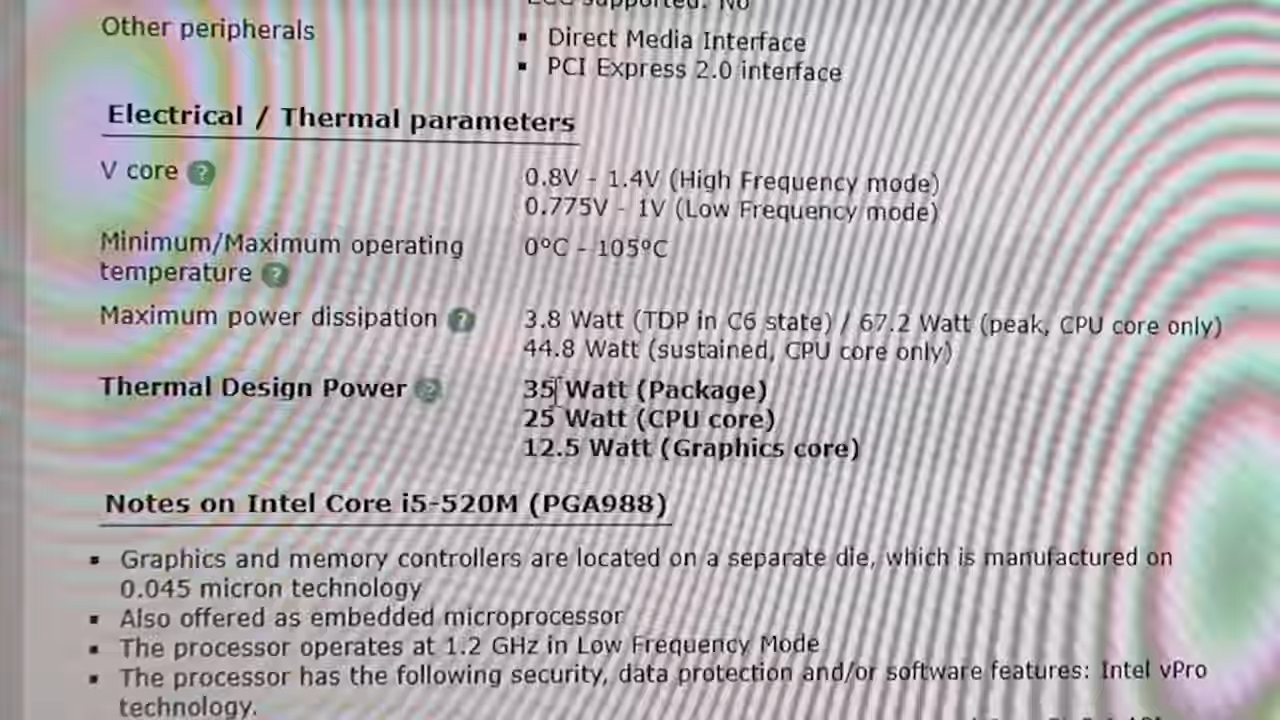 supported: No
Other peripherals
▪ Direct Media Interface
▪ PCI Express 2.0 interface
Electrical / Thermal parameters
V core ?
0.8V - 1.4V (High Frequency mode)
0.775V - 1V (Low Frequency mode)
Minimum/Maximum operating
temperature ?
0°C - 105°C
Maximum power dissipation ?
3.8 Watt (TDP in C6 state) / 67.2 Watt (peak, CPU core only)
44.8 Watt (sustained, CPU core only)
Thermal Design Power ?
35 Watt (Package)
25 Watt (CPU core)
12.5 Watt (Graphics core)
Notes on Intel Core i5-520M (PGA988)
▪ Graphics and memory controllers are located on a separate die, which is manufactured on
0.045 micron technology
▪ Also offered as embedded microprocessor
▪ The processor operates at 1.2 GHz in Low Frequency Mode
▪ The processor has the following security, data protection and/or software features: Intel vPro
technology.